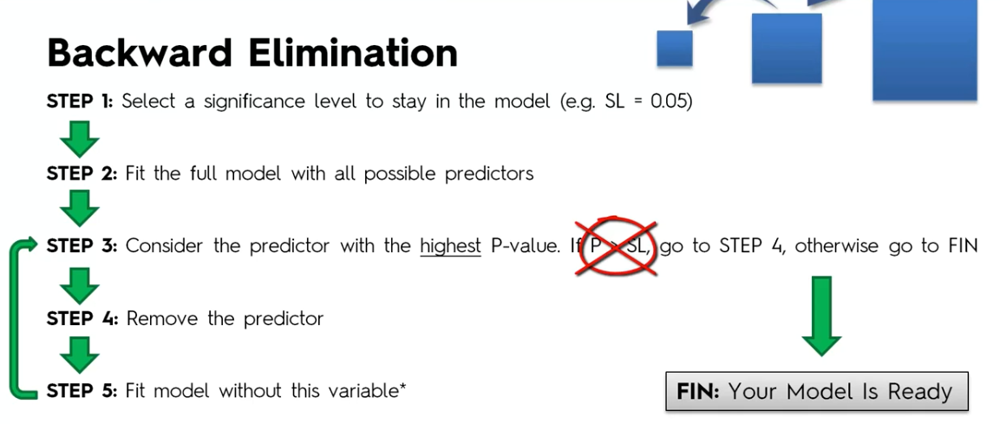 Backward Elimination
STEP 1: Select a significance level to stay in the model (e.g. SL = 0.05)
STEP 2: Fit the full model with all possible predictors
STEP 3: Consider the predictor with the highest P-value. If P > SL, go to STEP 4, otherwise go to FIN
STEP 4: Remove the predictor
STEP 5: Fit model without this variable*
FIN: Your Model Is Ready